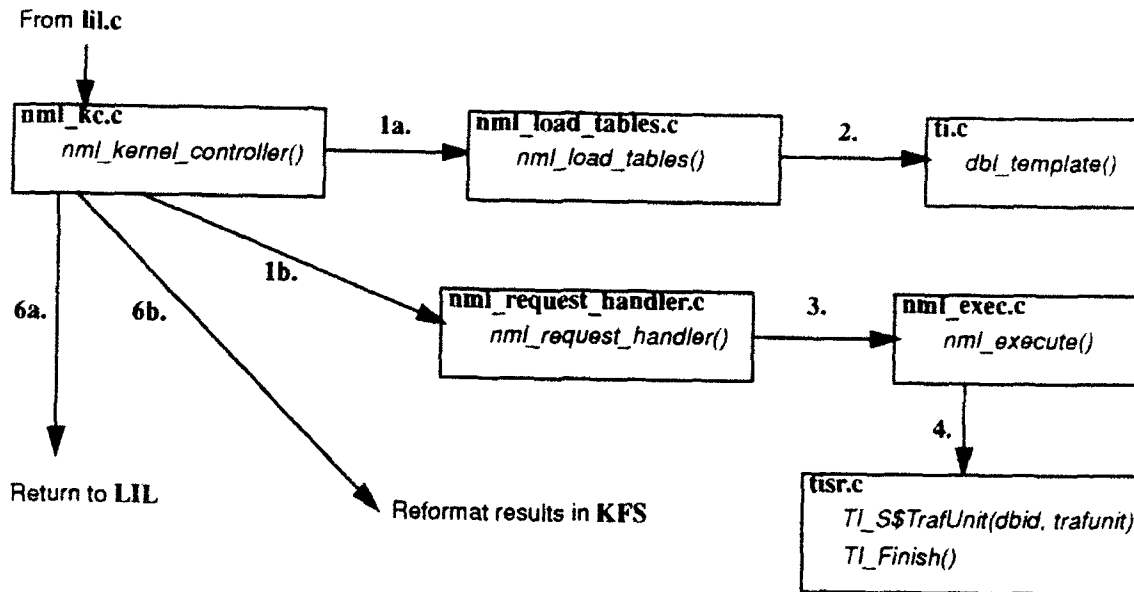 From lil.c
nml_kc.c
nml_kernel_controller()
1a.
nml_load_tables.c
nml_load_tables()
2.
ti.c
dbl_template()
1b.
6a.
6b.
nml_request_handler.c
nml_request_handler()
3.
nml_exec.c
nml_execute()
4.
Return to LIL
Reformat results in KFS
tisr.c
TI_S$TrafUnit(dbid, trafunit)
TI_Finish()